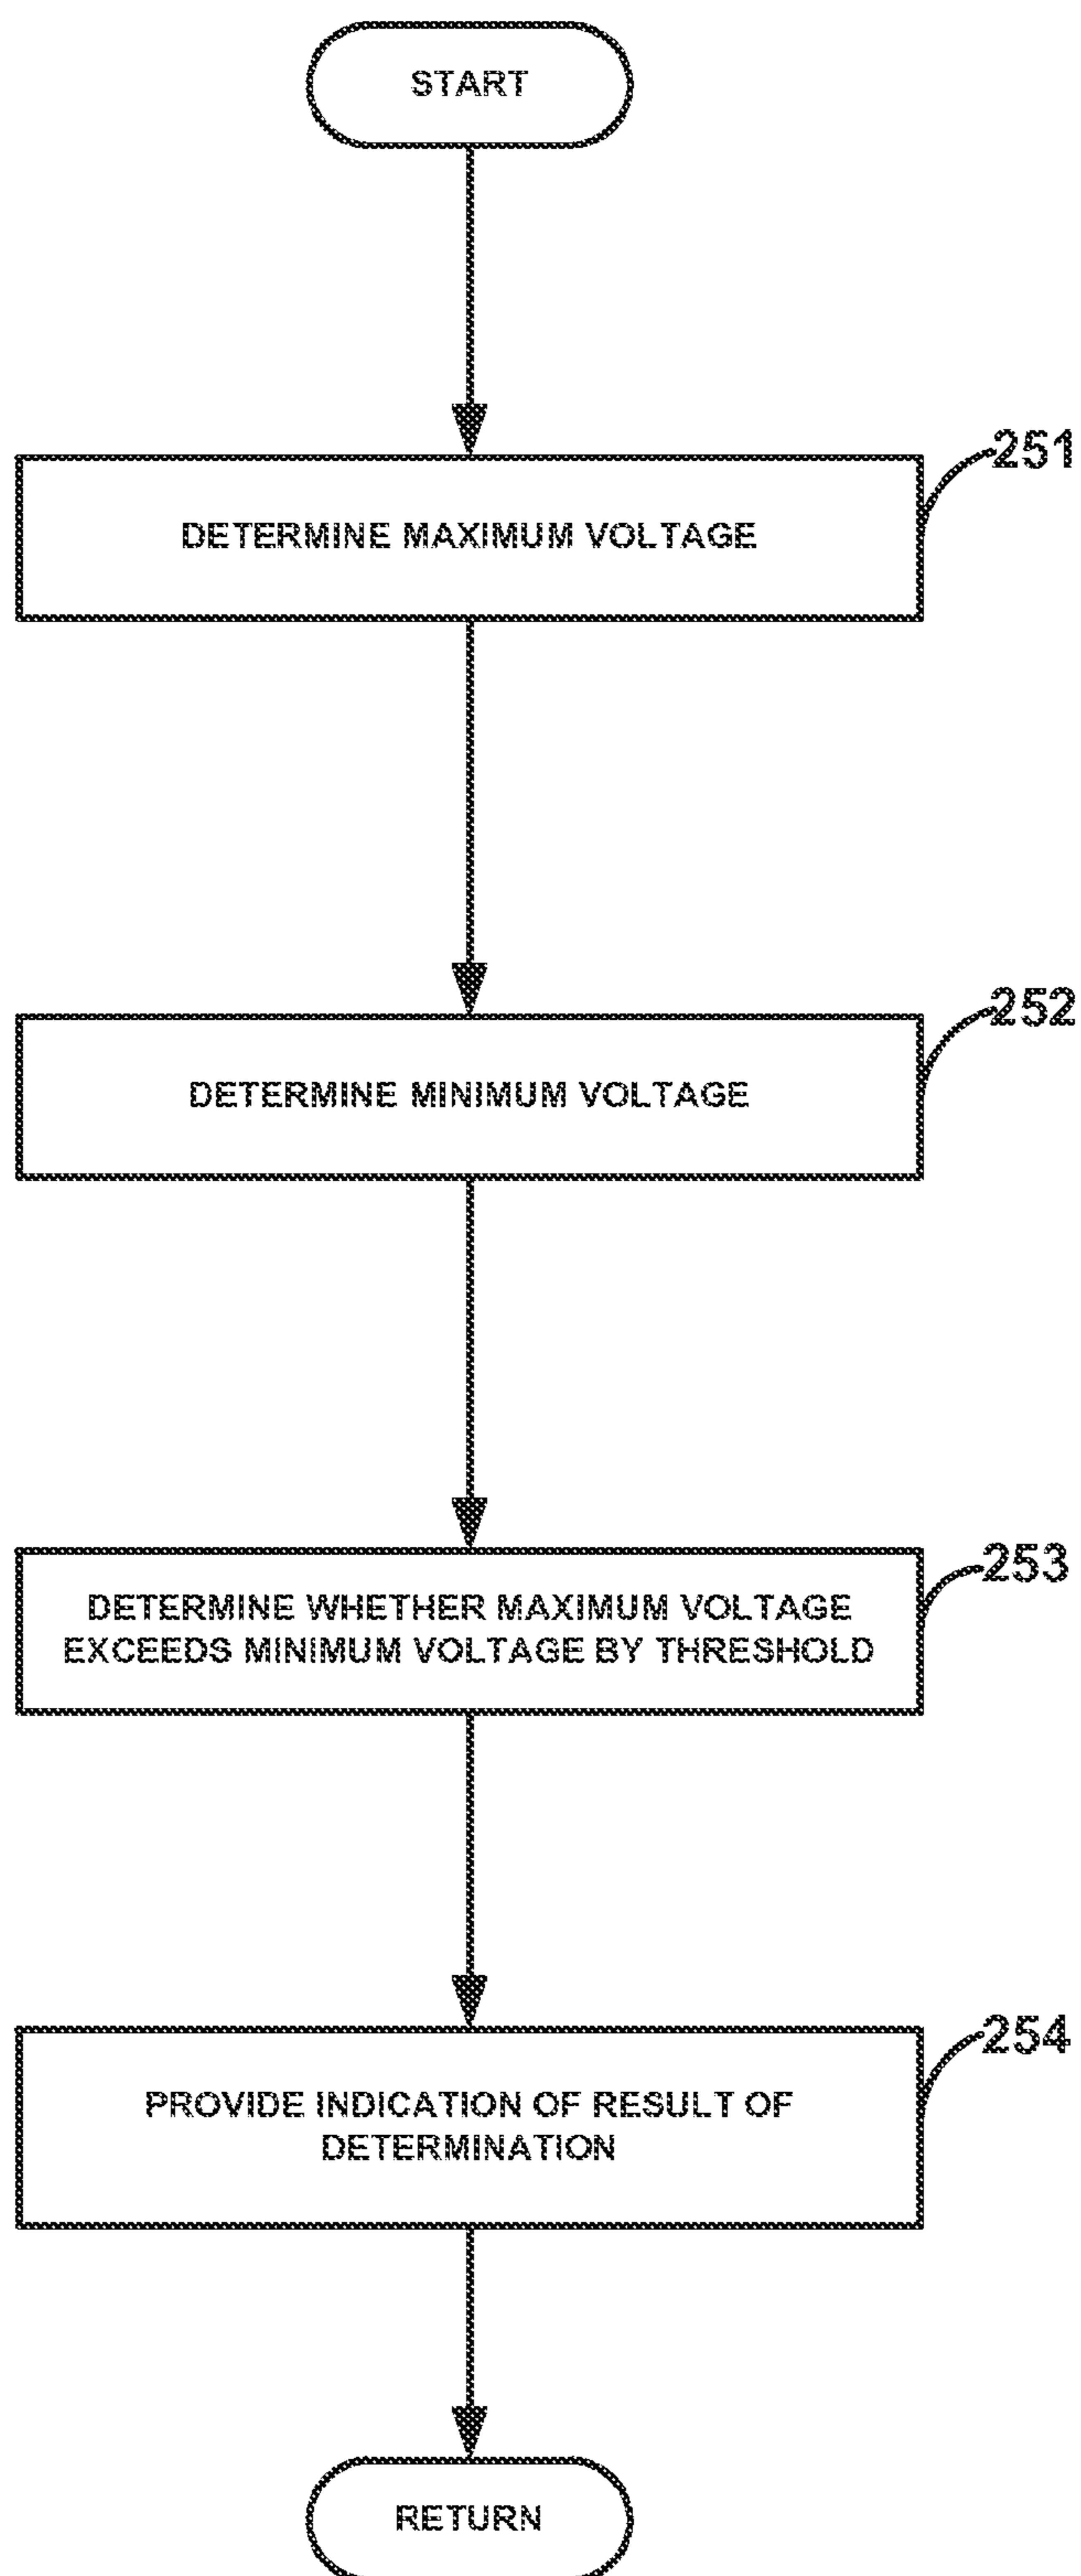 START
251
DETERMINE MAXIMUM VOLTAGE
252
DETERMINE MINIMUM VOLTAGE
253
DETERMINE WHETHER MAXIMUM VOLTAGE
EXCEEDS MINIMUM VOLTAGE BY THRESHOLD
254
PROVIDE INDICATION OF RESULT OF
DETERMINATION
RETURN